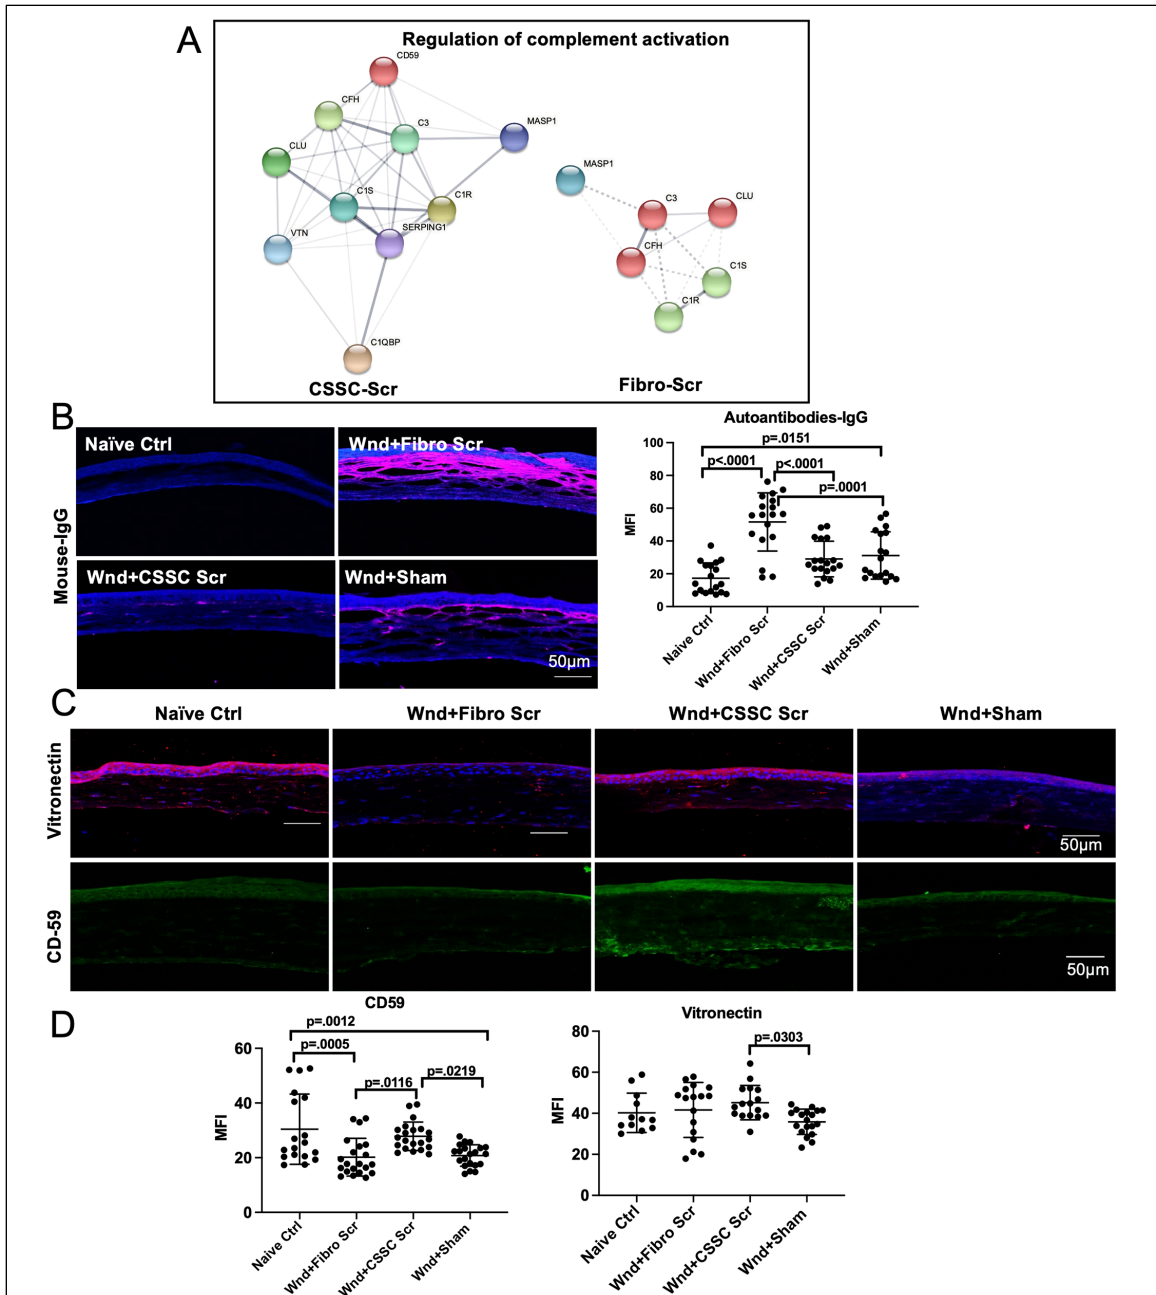 A
Regulation of complement activation
CD59
CFH
C3
MASP1
CLU
C1S
C1R
VTN
SERPING1
C1QBP
CSSC-Scr
MASP1
C3
CLU
CFH
C1S
C1R
Fibro-Scr
B
Mouse-IgG
Naïve Ctrl
Wnd+Fibro Scr
Wnd+CSSC Scr
Wnd+Sham
50μm
Autoantibodies-IgG
p=.0151
p<.0001
p<.0001
p=.0001
MFI
100
80
60
40
20
0
Naive Ctrl
Wnd+Fibro Scr
Wnd+CSSC Scr
Wnd+Sham
C
Naïve Ctrl
Wnd+Fibro Scr
Wnd+CSSC Scr
Wnd+Sham
Vitronectin
50μm
CD-59
50μm
D
CD59
p=.0012
p=.0005
p=.0116
p=.0219
MFI
60
40
20
0
Naive Ctrl
Wnd+Fibro Scr
Wnd+CSSC Scr
Wnd+Sham
Vitronectin
p=.0303
MFI
80
60
40
20
0
Naive Ctrl
Wnd+Fibro Scr
Wnd+CSSC Scr
Wnd+Sham